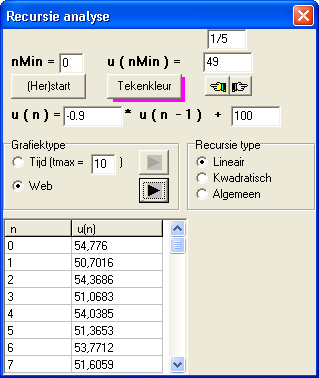 Recursie analyse
1/5
nMin = 0 u ( nMin ) = 49
(Her)start Tekenkleur
u ( n ) = -0.9 * u ( n - 1 ) + 100
Grafiektype
Tijd (tmax = 10 )
Web
Recursie type
Lineair
Kwadratisch
Algemeen
n u(n)
0 54,776
1 50,7016
2 54,3686
3 51,0683
4 54,0385
5 51,3653
6 53,7712
7 51,6059